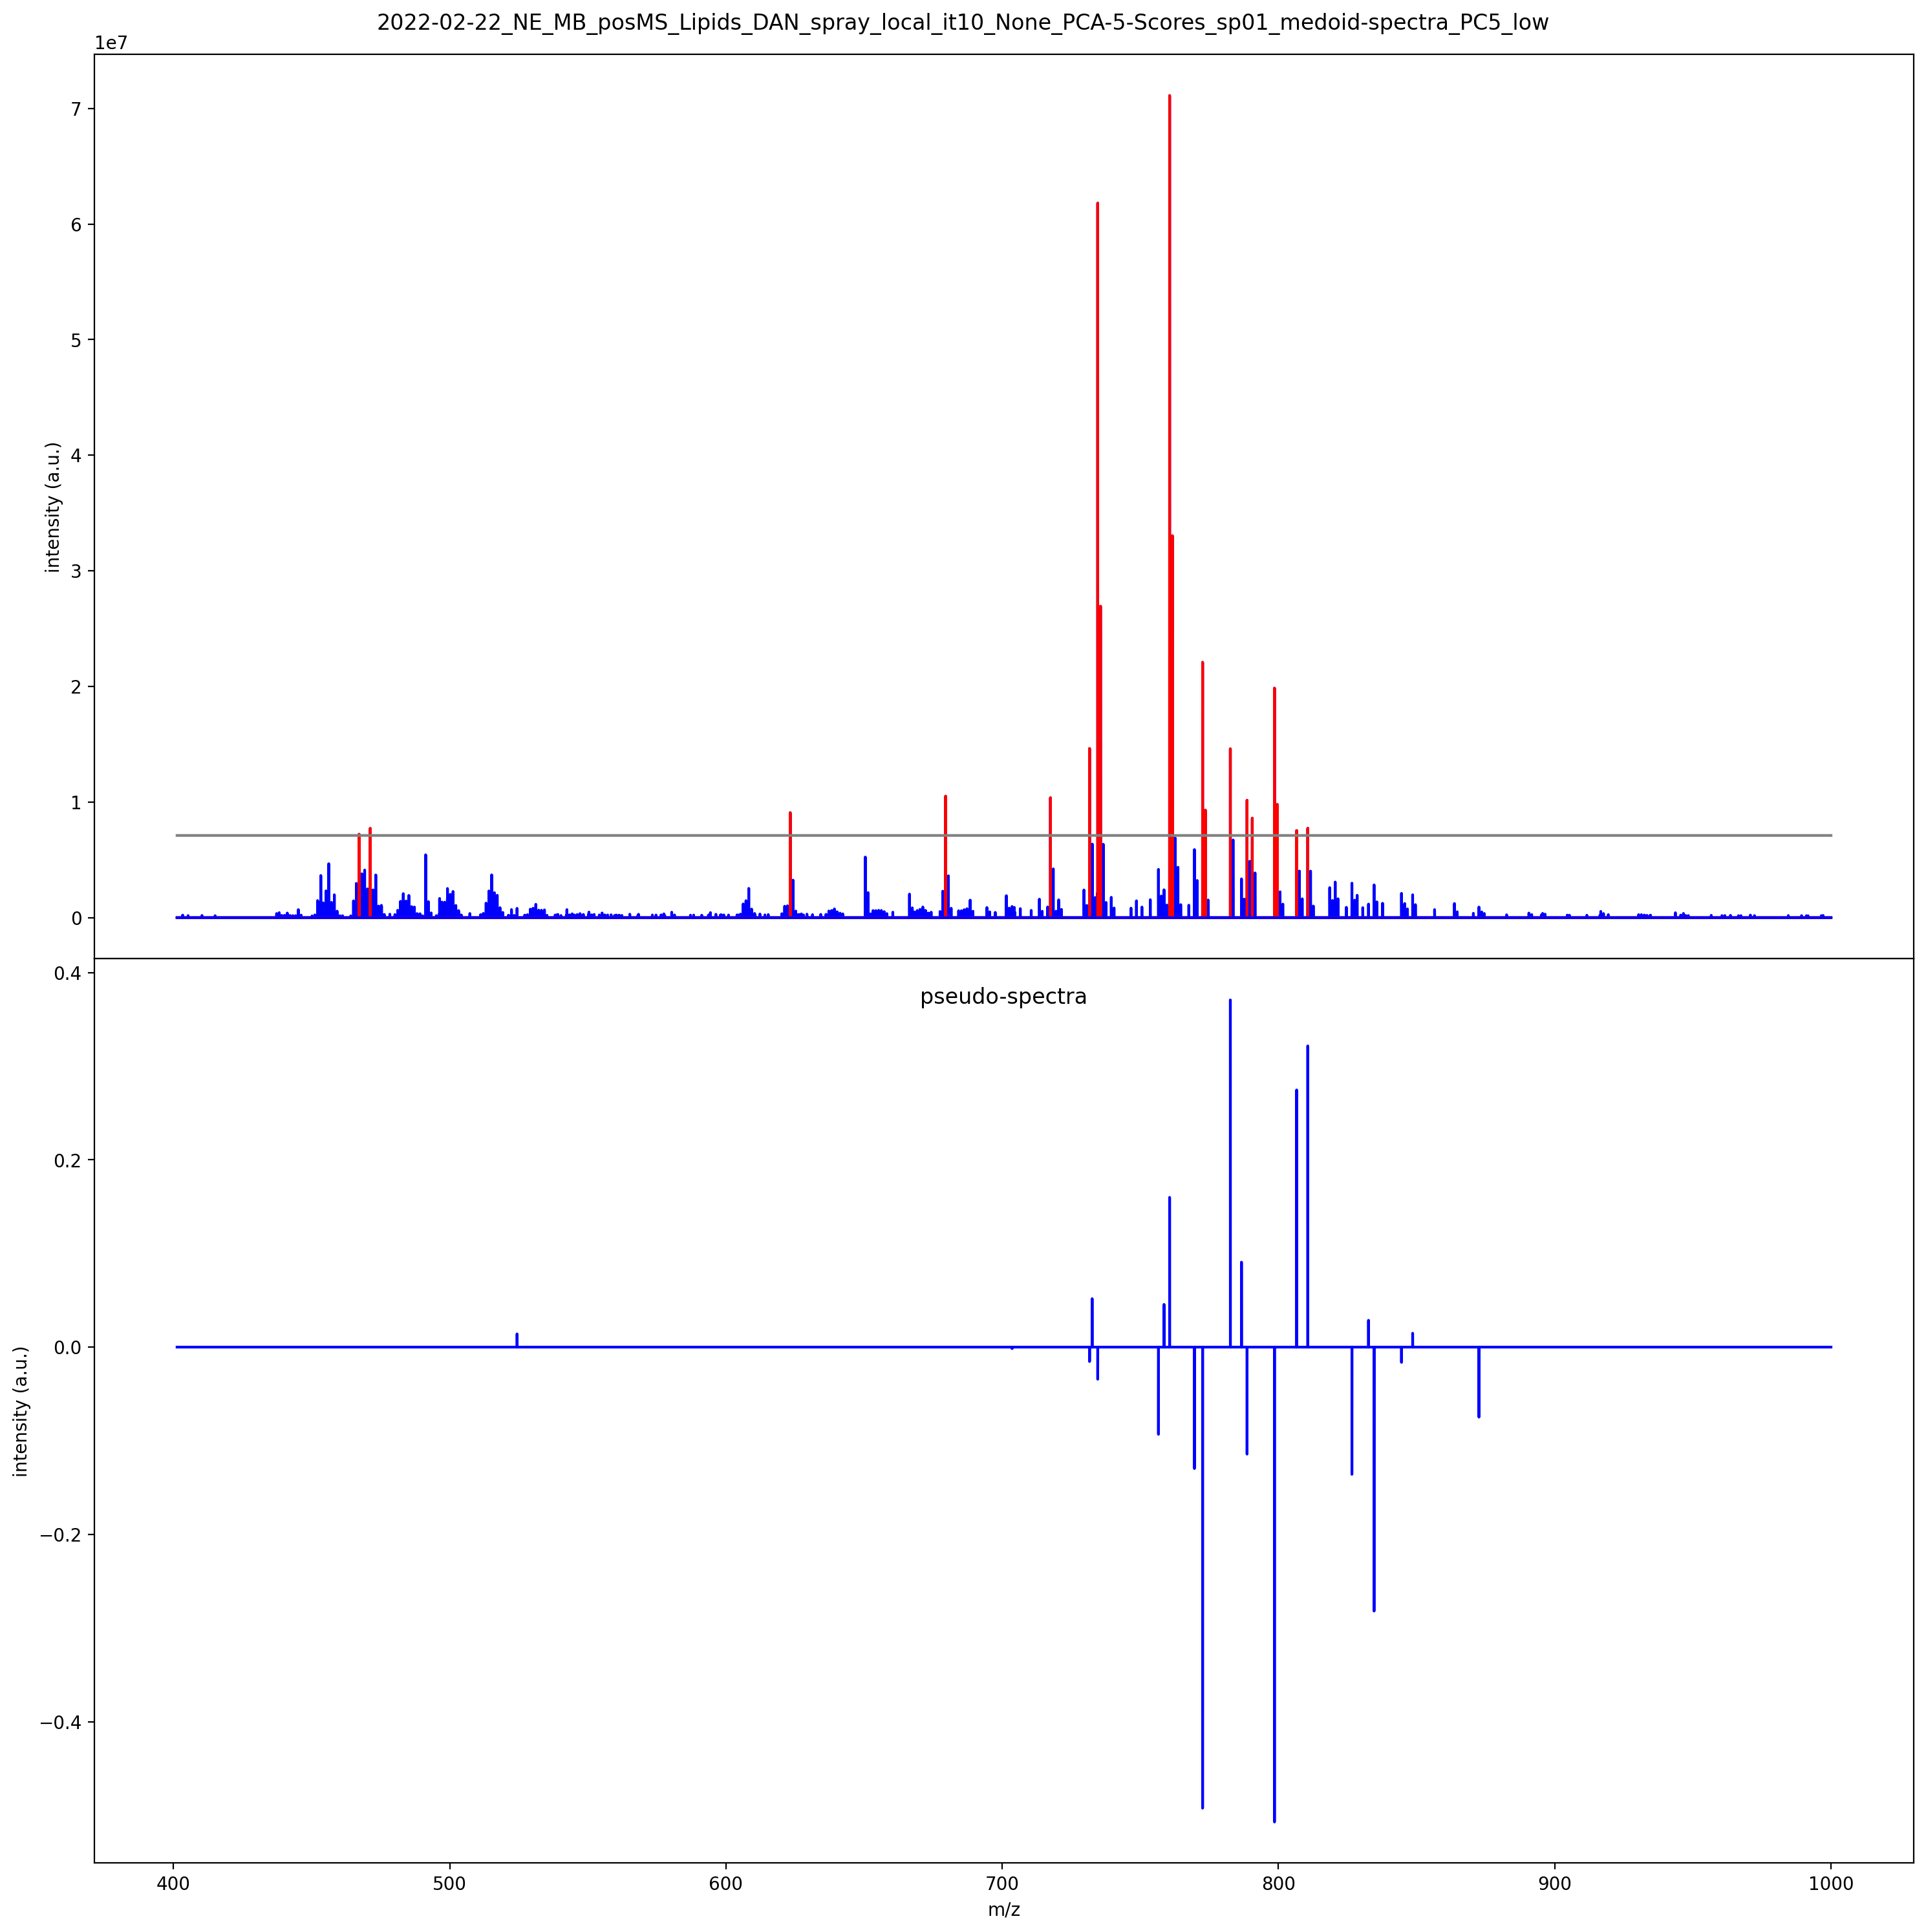 2022-02-22_NE_MB_posMS_Lipids_DAN_spray_local_it10_None_PCA-5-Scores_sp01_medoid-spectra_PC5_low
1e7
7
6
5
4
3
2
1
0
intensity (a.u.)
pseudo-spectra
0.4
0.2
0.0
−0.2
−0.4
intensity (a.u.)
400 500 600 700 800 900 1000
m/z